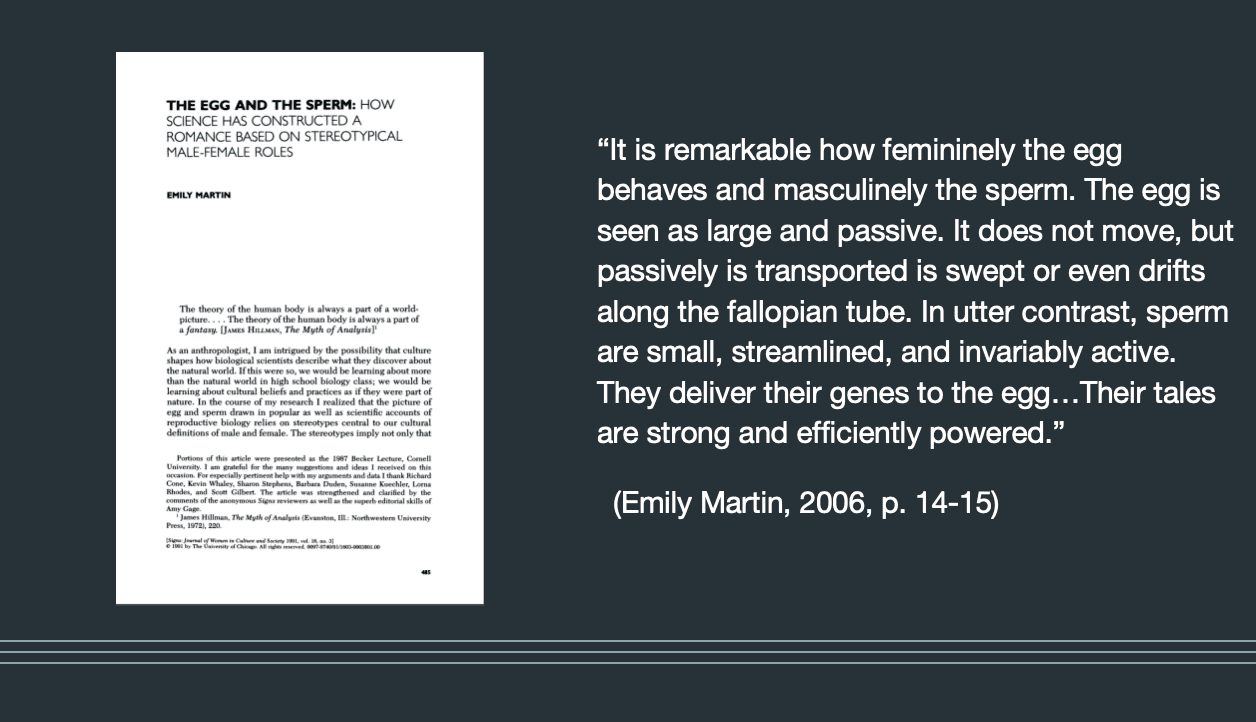 THE EGG AND THE SPERM: HOW
SCIENCE HAS CONSTRUCTED A
ROMANCE BASED ON STEREOTYPICAL
MALE-FEMALE ROLES
EMILY MARTIN
The theory of the human body is always a part of a world-
picture. . . . The theory of the human body is always a part of
a fantasy. [JAMES HILLMAN, The Myth of Analysis]¹
As an anthropologist, I am intrigued by the possibility that culture
shapes how biological scientists describe what they discover about
the natural world. If this were so, we would be learning about more
than the natural world in high school biology class; we would be
learning about cultural beliefs and practices as if they were part of
nature. In the course of my research I realized that the picture of
egg and sperm drawn in popular as well as scientific accounts of
reproductive biology relies on stereotypes central to our cultural
definitions of male and female. The stereotypes imply not only that
Portions of this article were presented as the 1987 Becker Lecture, Cornell
University. I am grateful for the many suggestions and ideas I received on this
occasion. For especially pertinent help with my arguments and data I thank Richard
Cone, Kevin Whaley, Sharon Stephens, Barbara Duden, Susanne Kuechler, Lorna
Rhodes, and Scott Gilbert. The article was strengthened and clarified by the
comments of the anonymous Signs reviewers as well as the superb editorial skills of
Amy Gage.
¹ James Hillman, The Myth of Analysis (Evanston, Ill.: Northwestern University
Press, 1972), 220.
[Signs: Journal of Women in Culture and Society 1991, vol. 16, no. 3]
© 1991 by The University of Chicago. All rights reserved.
485
“It is remarkable how femininely the egg
behaves and masculinely the sperm. The egg is
seen as large and passive. It does not move, but
passively is transported is swept or even drifts
along the fallopian tube. In utter contrast, sperm
are small, streamlined, and invariably active.
They deliver their genes to the egg…Their tales
are strong and efficiently powered.”
(Emily Martin, 2006, p. 14-15)